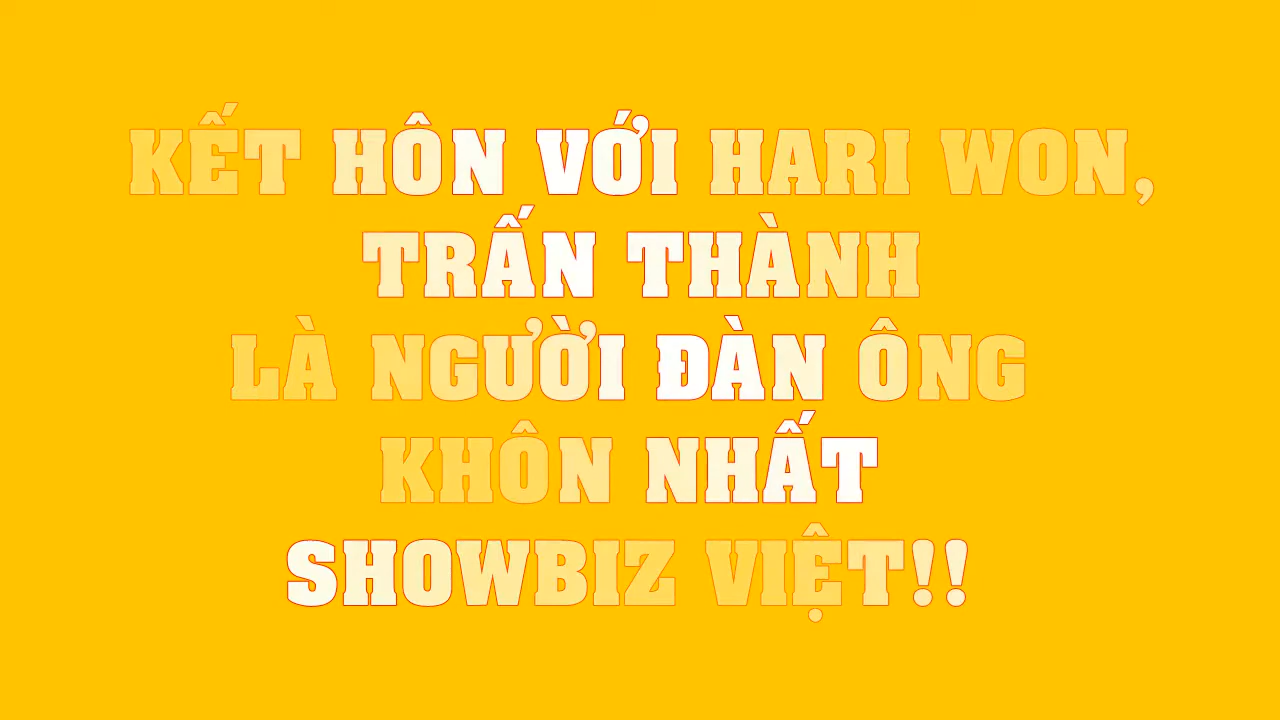 KẾT HÔN VỚI HARI WON,
TRẤN THÀNH
LÀ NGƯỜI ĐÀN ÔNG
KHÔN NHẤT
SHOWBIZ VIỆT!!